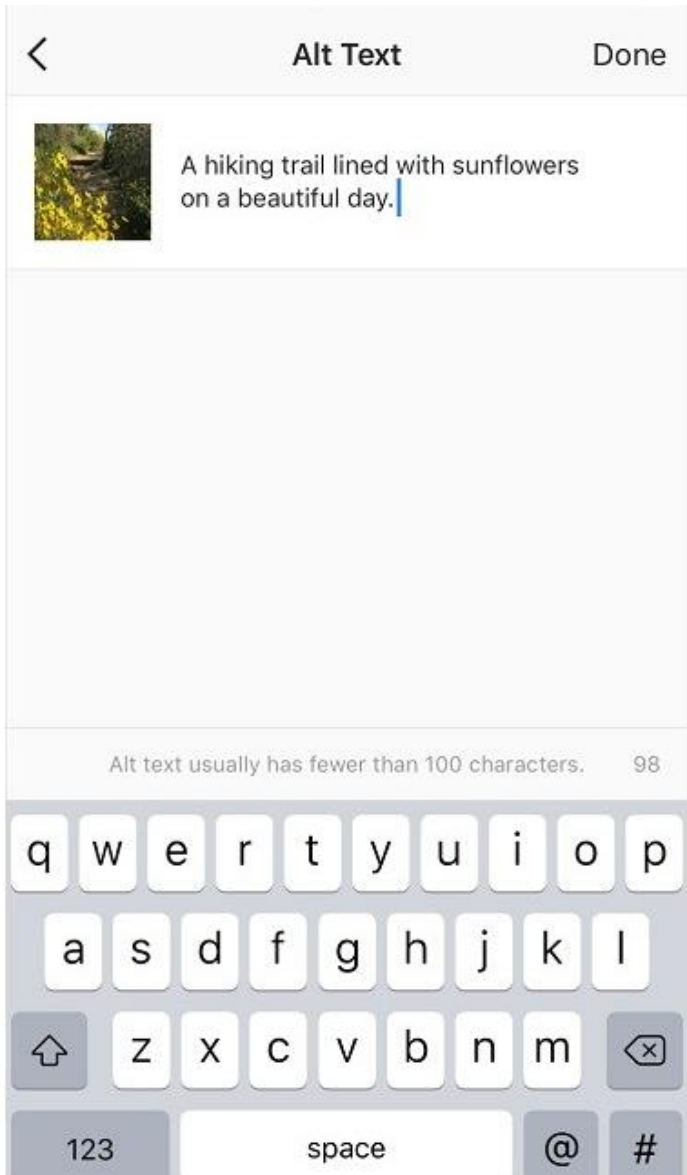 Alt Text Done
A hiking trail lined with sunflowers
on a beautiful day.
Alt text usually has fewer than 100 characters. 98
q w e r t y u i o p
a s d f g h j k l
z x c v b n m
123 space @ #